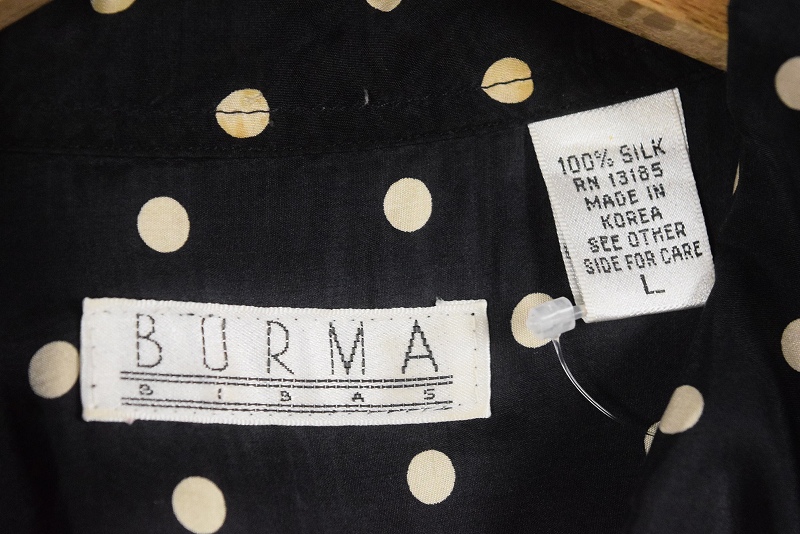 BURMA
BIBAS
100% SILK
RN 13185
MADE IN
KOREA
SEE OTHER
SIDE FOR CARE
L